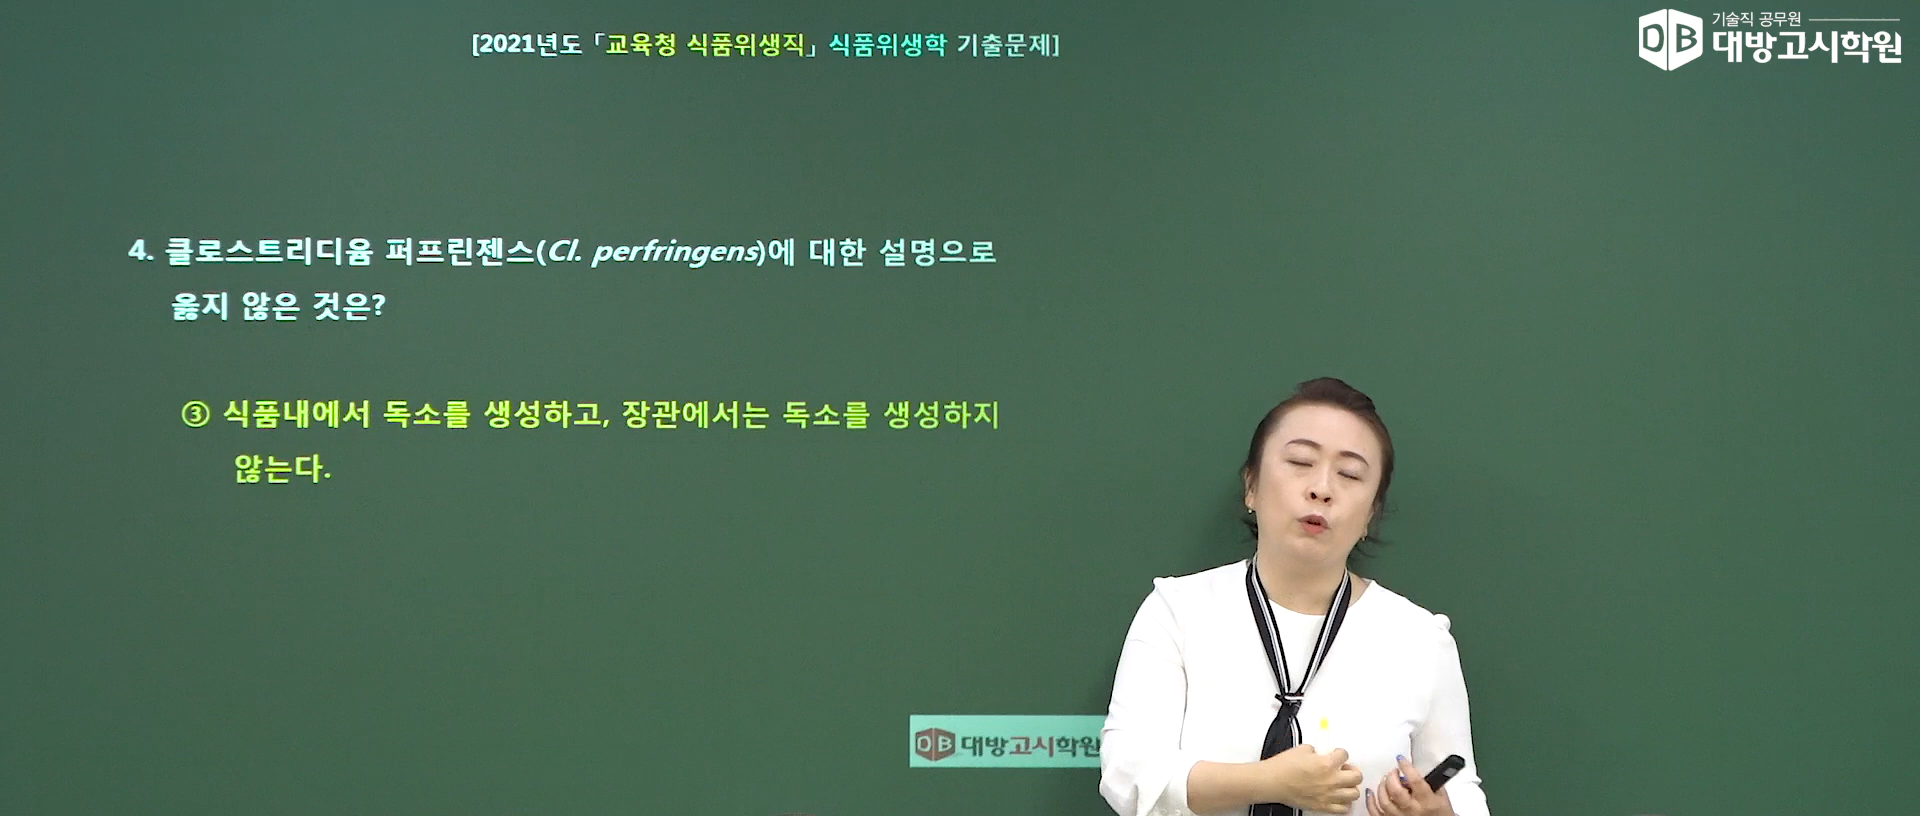 [2021년도 「교육청 식품위생직」 식품위생학 기출문제]
기술직 공무원
DB 대방고시학원
4. 클로스트리디움 퍼프린젠스(Cl. perfringens)에 대한 설명으로
옳지 않은 것은?
③ 식품내에서 독소를 생성하고, 장관에서는 독소를 생성하지
않는다.
DB 대방고시학원